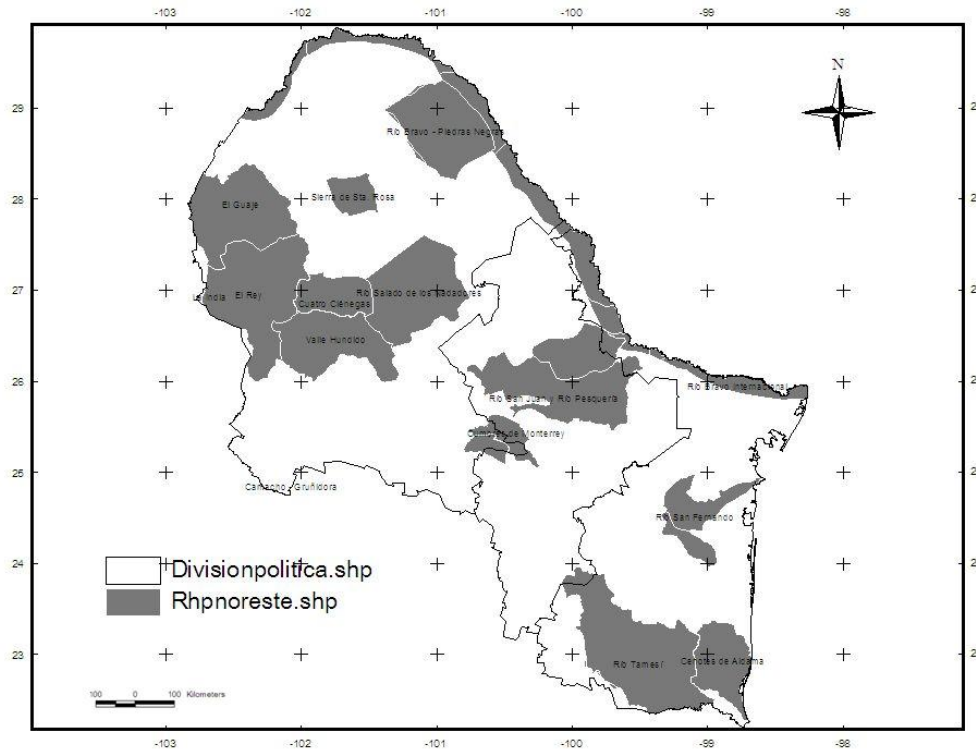 -103 -102 -101 -100 -99 -98
N
29
Río Bravo - Piedras Negras
28
Sierra de Sta. Rosa
El Guaje
27
La India
El Rey
Cuatro Ciénegas
Río Salado de los Nadadores
Valle Hundido
26
Río San Juan y Río Pesquería
Río Bravo Internacional
Cumbres de Monterrey
25
Camacho - Gruñidora
Río San Fernando
24
Divisionpolitica.shp
Rhpnoreste.shp
23
Río Tamesí
Cenotes de Aldama
100 0 100 Kilometers
-103 -102 -101 -100 -99 -98